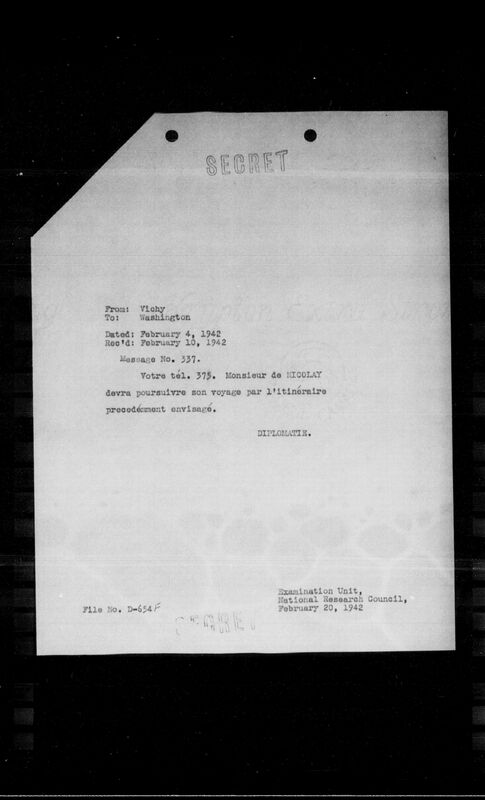 SECRET
From: Vichy
To: Washington
Dated: February 4, 1942
Rec'd: February 10, 1942
Message No. 337.
Votre tél. 375. Monsieur de NICOLAY
devra poursuivre son voyage par l'itinéraire
precedémment envisagé.
DIPLOMATIE.
Examination Unit,
National Research Council,
February 20, 1942
File No. D-654F
SECRET